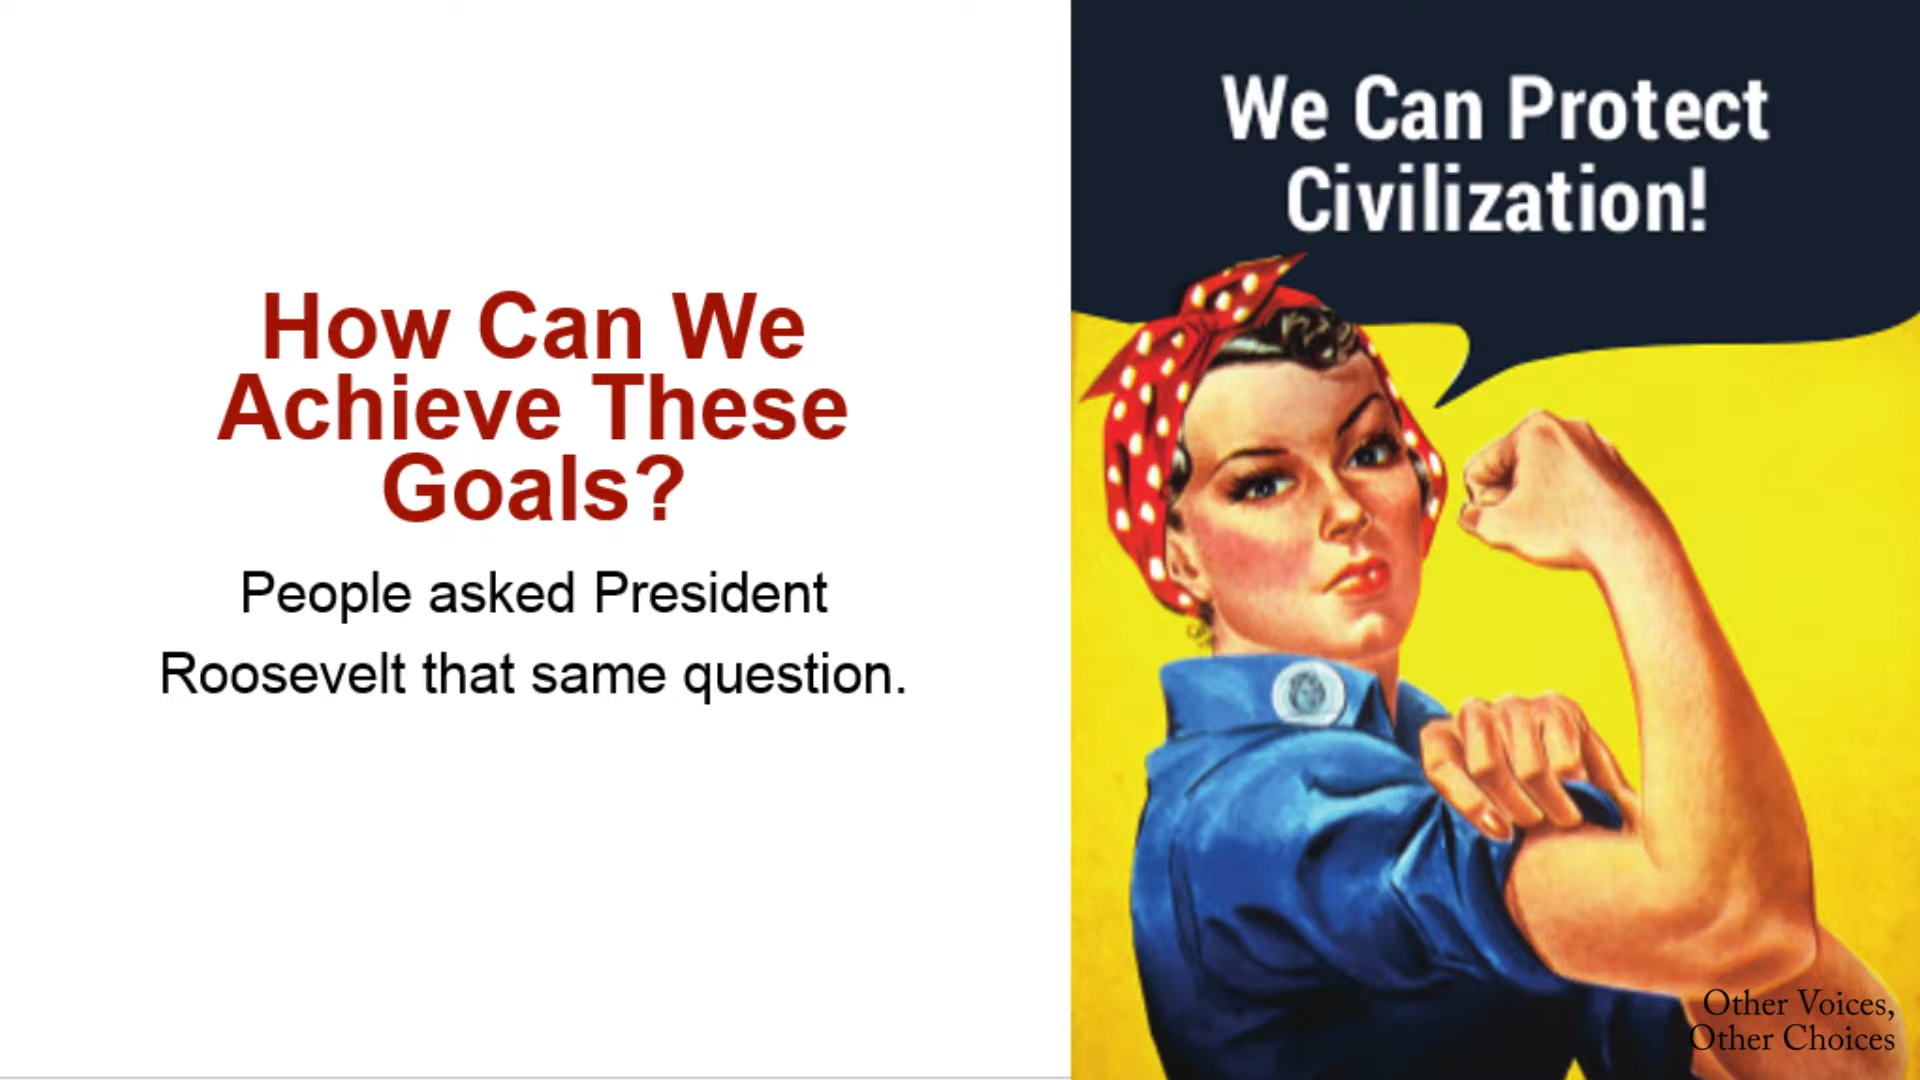 How Can We
Achieve These
Goals?
People asked President
Roosevelt that same question.
We Can Protect
Civilization!
Other Voices,
Other Choices